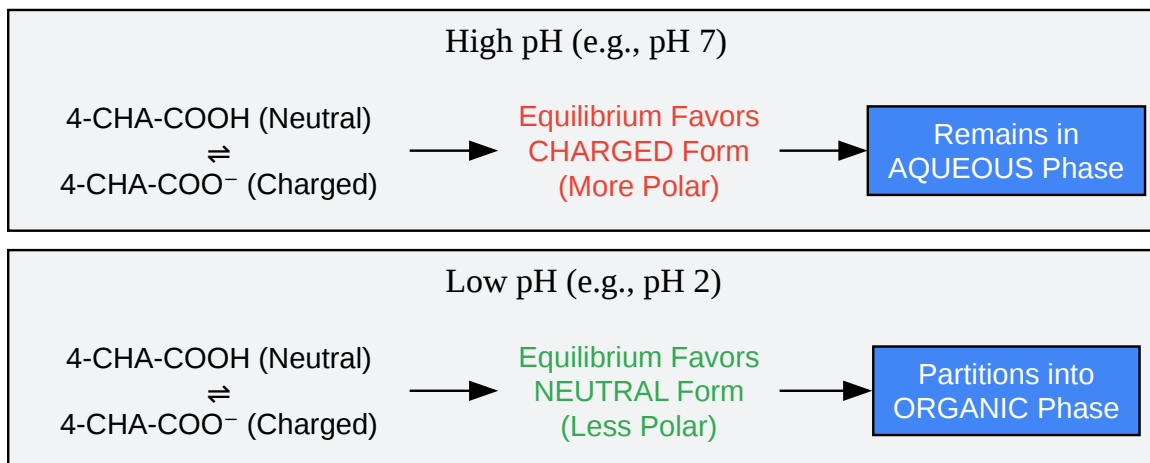 High pH (e.g., pH 7)
4-CHA-COOH (Neutral)
⇌
4-CHA-COO⁻ (Charged)
Equilibrium Favors
CHARGED Form
(More Polar)
Remains in
AQUEOUS Phase
Low pH (e.g., pH 2)
4-CHA-COOH (Neutral)
⇌
4-CHA-COO⁻ (Charged)
Equilibrium Favors
NEUTRAL Form
(Less Polar)
Partitions into
ORGANIC Phase